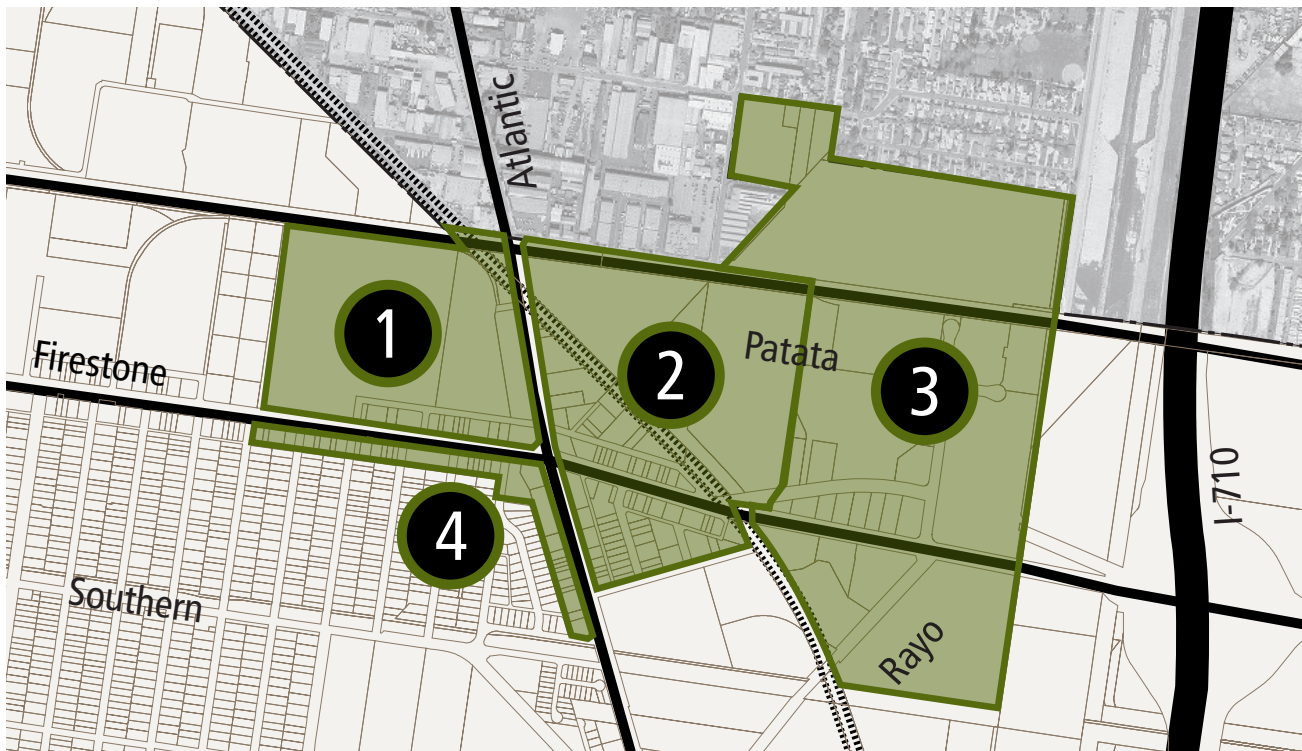 Atlantic
1
Firestone
2
Patata
3
I-710
4
Southern
Rayo